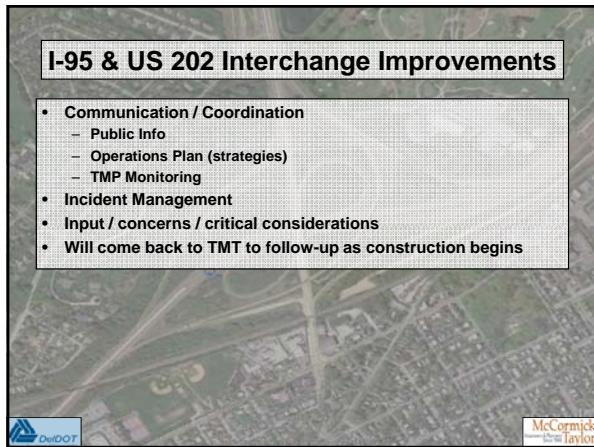 I-95 & US 202 Interchange Improvements
• Communication / Coordination
– Public Info
– Operations Plan (strategies)
– TMP Monitoring
• Incident Management
• Input / concerns / critical considerations
• Will come back to TMT to follow-up as construction begins
DelDOT
McCormick
Taylor